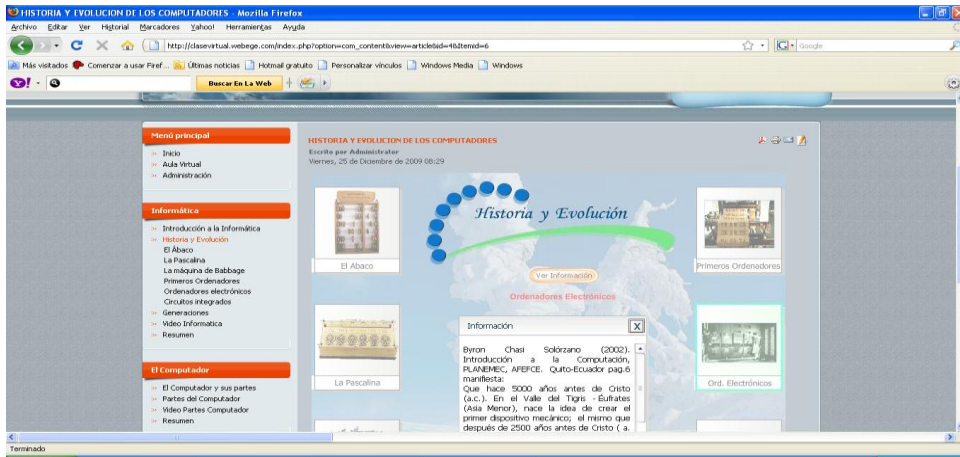 HISTORIA Y EVOLUCION DE LOS COMPUTADORES - Mozilla Firefox
Archivo Editar Ver Historial Marcadores Yahoo! Herramientas Ayuda
http://clasevirtual.webege.com/index.php?option=com_content&view=article&id=4&Itemid=6
Google
Más visitados Comenzar a usar Firef... Últimas noticias Hotmail gratuito Personalizar vínculos Windows Media Windows
Y! Buscar En La Web
Menú principal
Inicio
Aula Virtual
Administración
Informática
Introducción a la Informática
Historia y Evolución
El Ábaco
La Pascalina
La máquina de Babbage
Primeros Ordenadores
Ordenadores electrónicos
Circuitos integrados
Generaciones
Video Informatica
Resumen
El Computador
El Computador y sus partes
Partes del Computador
Video Partes Computador
Resumen
HISTORIA Y EVOLUCION DE LOS COMPUTADORES
Escrito por Administrator
Viernes, 25 de Diciembre de 2009 08:29
Historia y Evolución
El Abaco
Primeros Ordenadores
Ver Información
Ordenadores Electrónicos
Información X
Byron Chasi Solórzano (2002).
Introducción a la Computación,
PLANEMEC, AFEFCE. Quito-Ecuador pag.6
manifiesta:
Que hace 5000 años antes de Cristo
(a.c.). En el Valle del Tigris - Éufrates
(Asia Menor), nace la idea de crear el
primer dispositivo mecánico; el mismo que
después de 2500 años antes de Cristo ( a.
La Pascalina
Ord. Electrónicos
Terminado